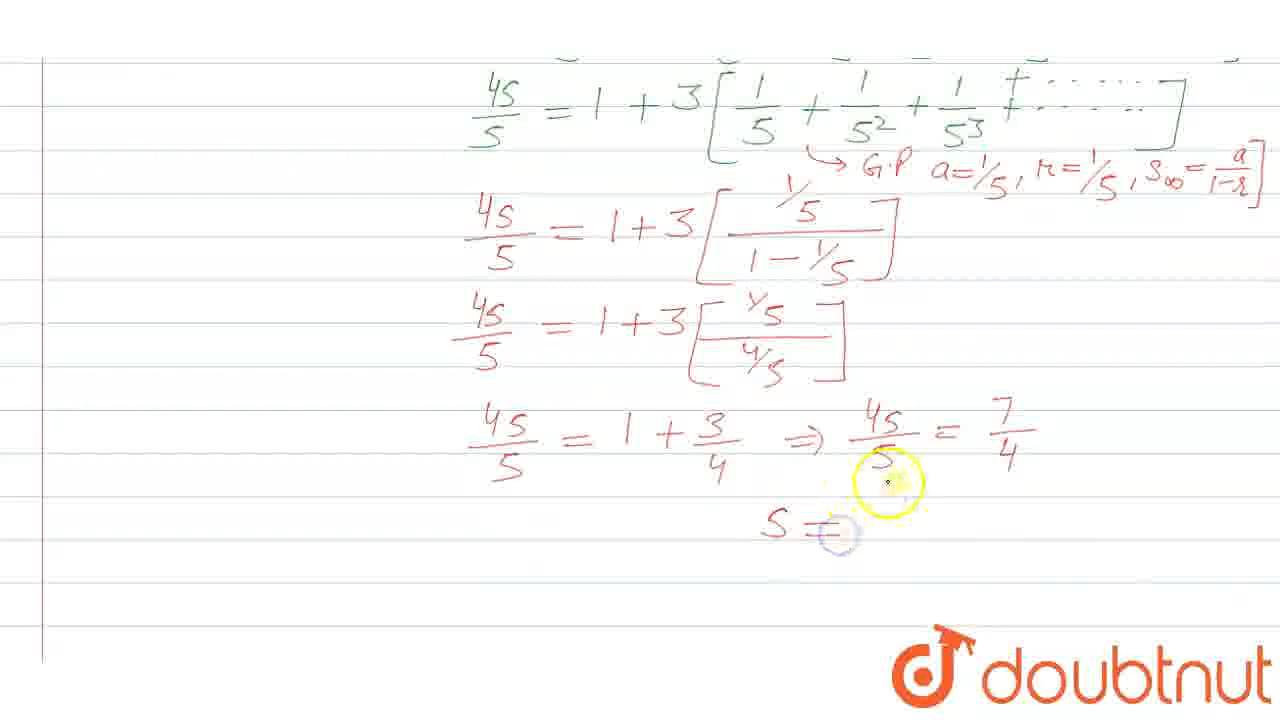 4S/5 = 1 + 3 [ 1/5 + 1/5² + 1/5³ + ...... + ...... ]
→ G.P a = 1/5, r = 1/5, S∞ = a/1-r ]
4S/5 = 1 + 3 [ 1/5 / 1 - 1/5 ]
4S/5 = 1 + 3 [ 1/5 / 4/5 ]
4S/5 = 1 + 3/4 ⇒ 4S/5 = 7/4
S =
doubtnut